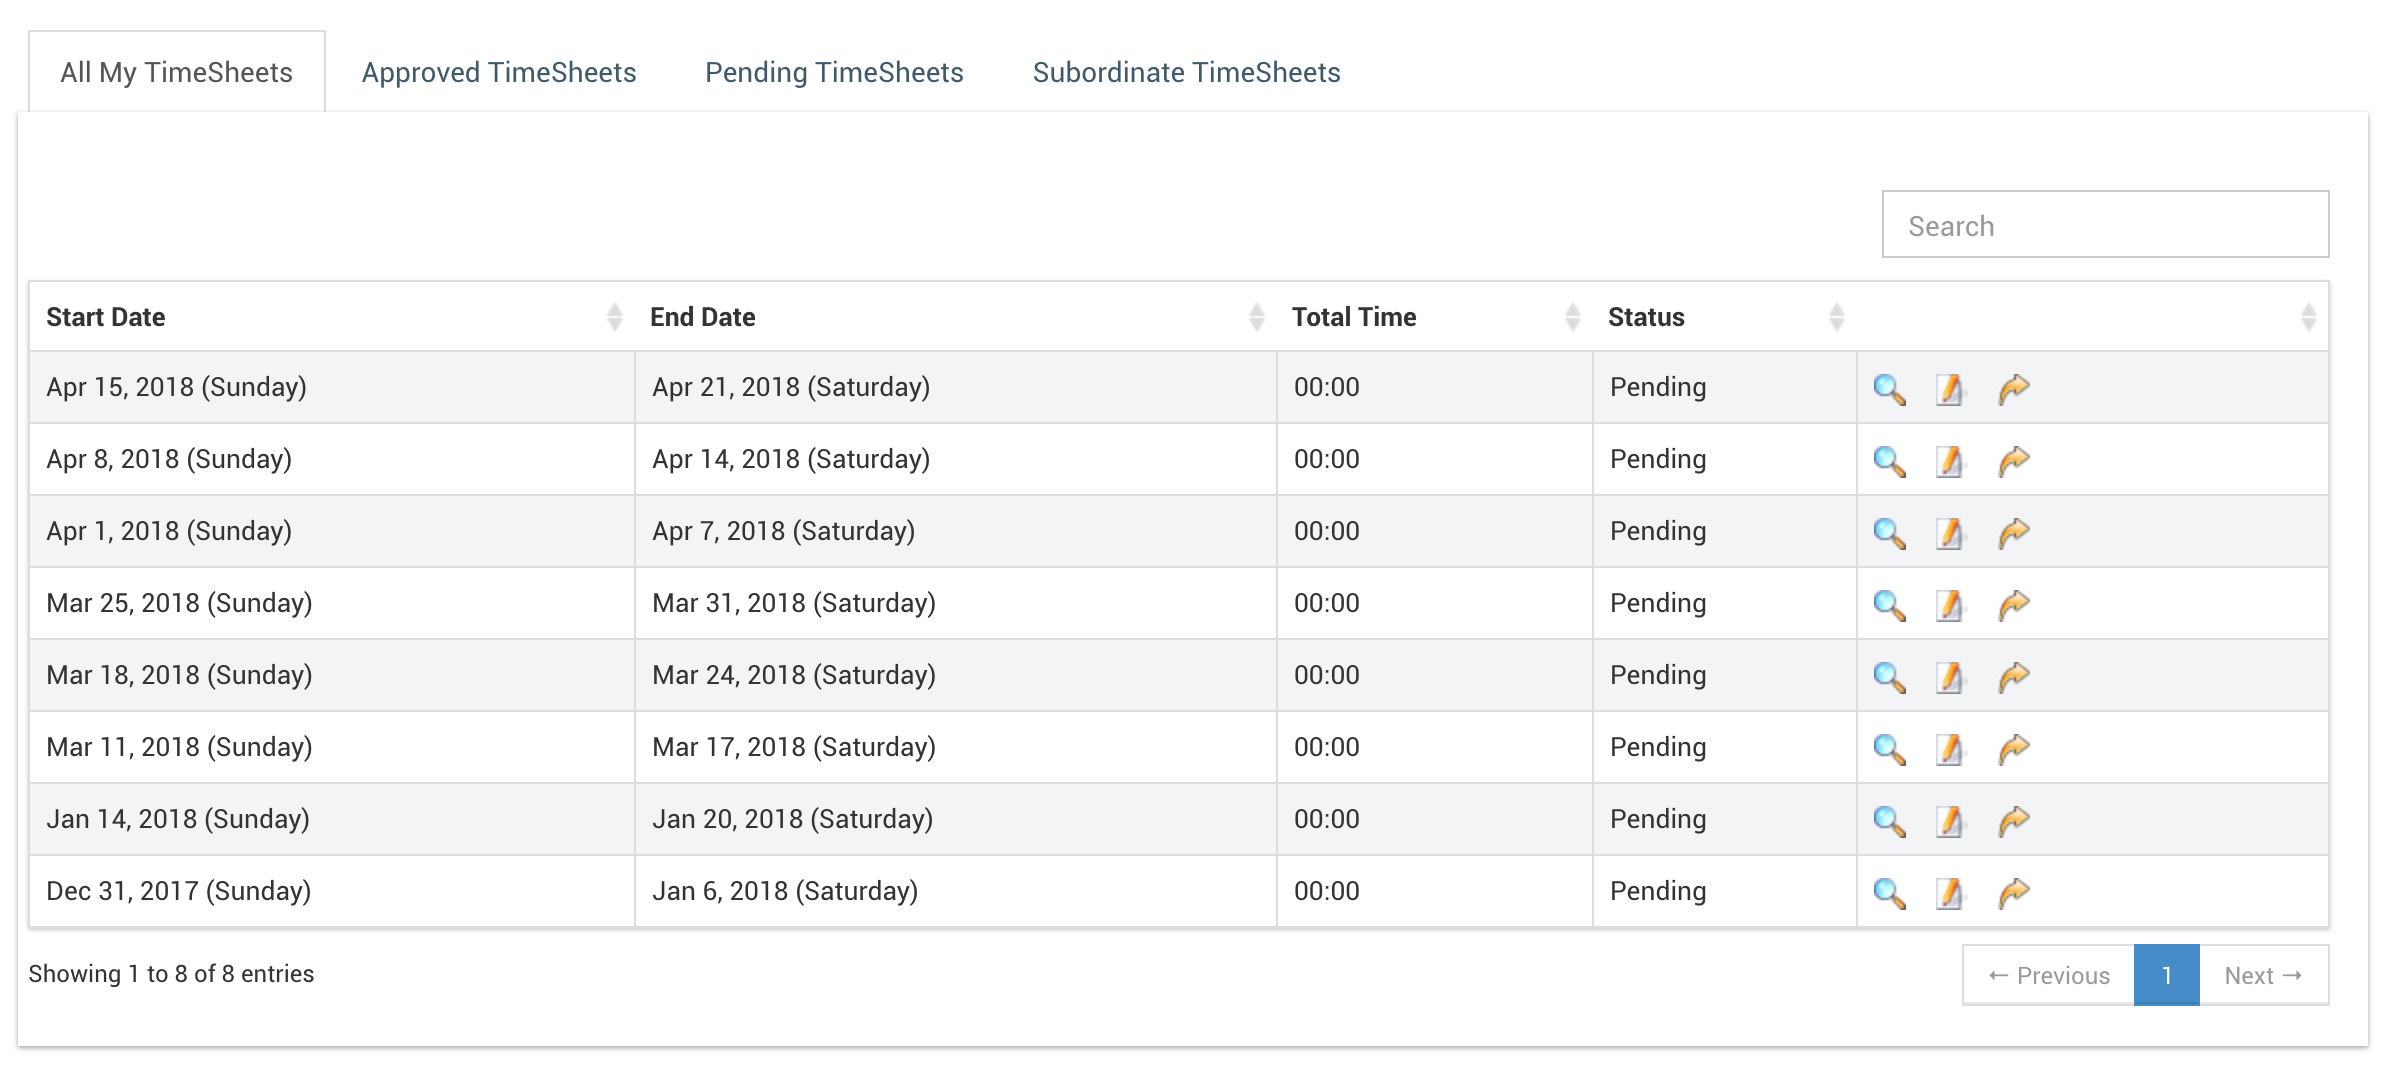 All My TimeSheets Approved TimeSheets Pending TimeSheets Subordinate TimeSheets
Search
Start Date End Date Total Time Status
Apr 15, 2018 (Sunday) Apr 21, 2018 (Saturday) 00:00 Pending
Apr 8, 2018 (Sunday) Apr 14, 2018 (Saturday) 00:00 Pending
Apr 1, 2018 (Sunday) Apr 7, 2018 (Saturday) 00:00 Pending
Mar 25, 2018 (Sunday) Mar 31, 2018 (Saturday) 00:00 Pending
Mar 18, 2018 (Sunday) Mar 24, 2018 (Saturday) 00:00 Pending
Mar 11, 2018 (Sunday) Mar 17, 2018 (Saturday) 00:00 Pending
Jan 14, 2018 (Sunday) Jan 20, 2018 (Saturday) 00:00 Pending
Dec 31, 2017 (Sunday) Jan 6, 2018 (Saturday) 00:00 Pending
Showing 1 to 8 of 8 entries ← Previous 1 Next →